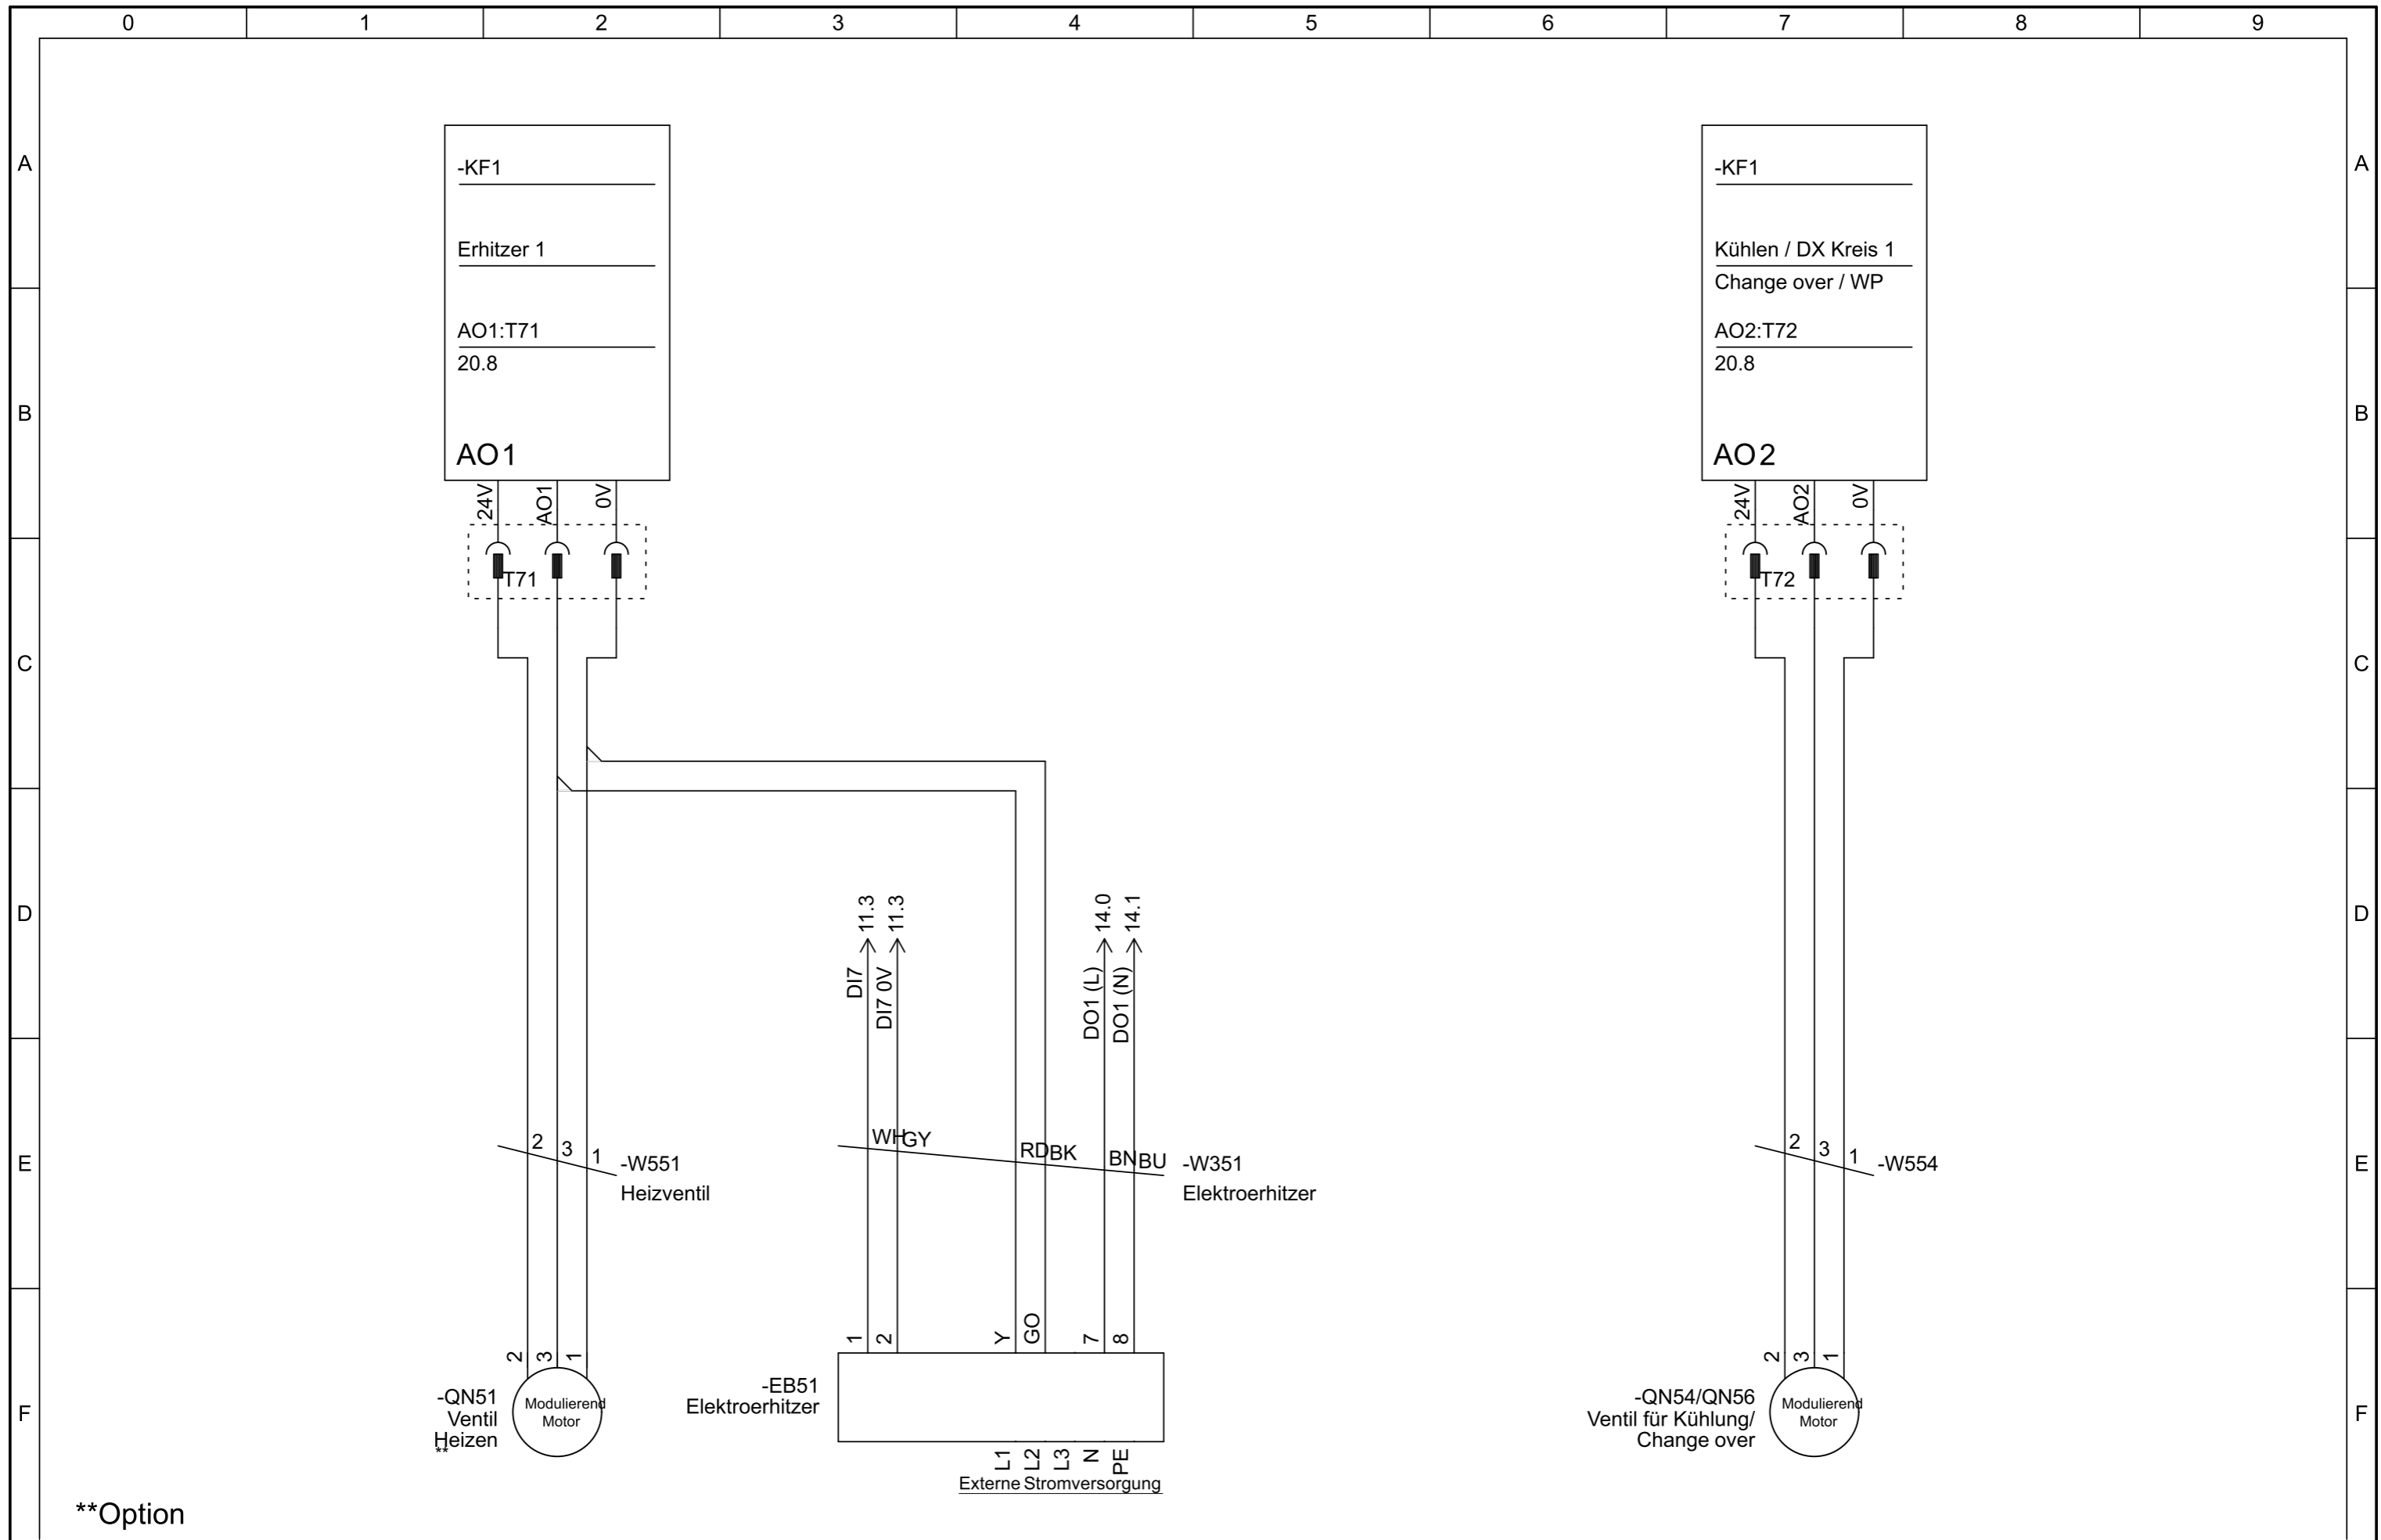 0 1 2 3 4 5 6 7 8 9
A A
-KF1
Erhitzer 1
AO1:T71
20.8
AO1
24V AO1 0V
T71
-KF1
Kühlen / DX Kreis 1
Change over / WP
AO2:T72
20.8
AO2
24V AO2 0V
T72
B B
C C
D D
11.3 11.3 14.0 14.1
DI7 DI7 0V DO1 (L) DO1 (N)
E E
2 3 1 -W551
Heizventil
WH GY RD BK BN BU -W351
Elektroerhitzer
2 3 1 -W554
F F
2 3 1
-QN51
Ventil
Heizen
**
Modulierend
Motor
1 2 Y GO 7 8
-EB51
Elektroerhitzer
L1 L2 L3 N PE
Externe Stromversorgung
2 3 1
-QN54/QN56
Ventil für Kühlung/
Change over
Modulierend
Motor
**Option